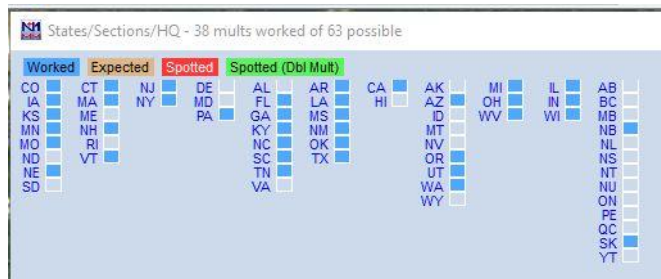 N1MM
States/Sections/HQ - 38 mults worked of 63 possible
Worked Expected Spotted Spotted (Dbl Mult)
CO CT NJ DE AL AR CA AK MI IL AB
IA MA NY MD FL LA HI AZ OH IN BC
KS ME PA GA MS ID WV WI MB
MN NH KY NM MT NB
MO RI NC OK NV NL
ND VT SC TX OR NS
NE TN UT NT
SD VA WA NU
WY ON
PE
QC
SK
YT